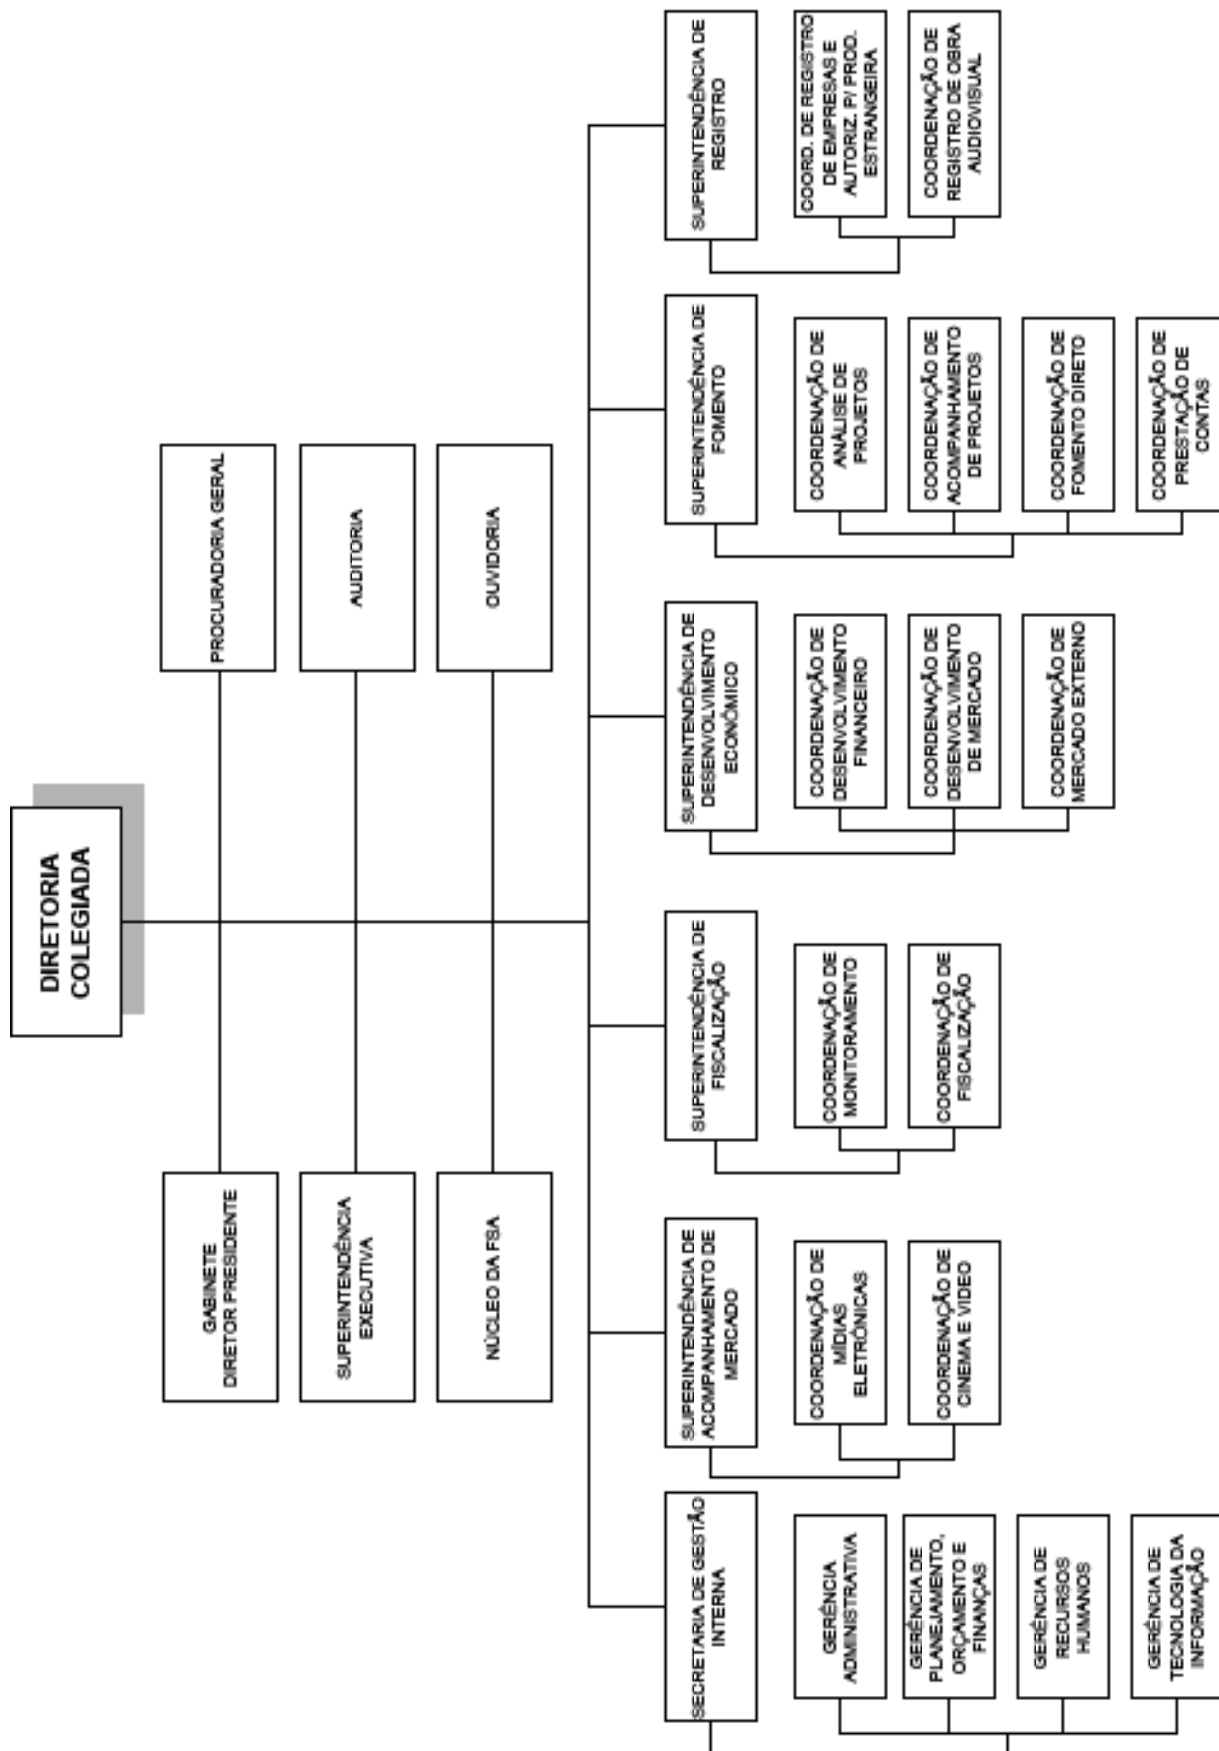 DIRETORIA
COLEGIADA
GABINETE
DIRETOR PRESIDENTE
PROCURADORIA GERAL
SUPERINTENDÊNCIA
EXECUTIVA
AUDITORIA
NÚCLEO DA FSA
OUVIDORIA
SECRETARIA DE GESTÃO
INTERNA
GERÊNCIA
ADMINISTRATIVA
GERÊNCIA DE
PLANEJAMENTO,
ORÇAMENTO E
FINANÇAS
GERÊNCIA DE
RECURSOS
HUMANOS
GERÊNCIA DE
TECNOLOGIA DA
INFORMAÇÃO
SUPERINTENDÊNCIA DE
ACOMPANHAMENTO DE
MERCADO
COORDENAÇÃO DE
MÍDIAS
ELETRÔNICAS
COORDENAÇÃO DE
CINEMA E VIDEO
SUPERINTENDÊNCIA DE
FISCALIZAÇÃO
COORDENAÇÃO DE
MONITORAMENTO
COORDENAÇÃO DE
FISCALIZAÇÃO
SUPERINTENDÊNCIA DE
DESENVOLVIMENTO
ECONÔMICO
COORDENAÇÃO DE
DESENVOLVIMENTO
FINANCEIRO
COORDENAÇÃO DE
DESENVOLVIMENTO
DE MERCADO
COORDENAÇÃO DE
MERCADO EXTERNO
SUPERINTENDÊNCIA DE
FOMENTO
COORDENAÇÃO DE
ANÁLISE DE
PROJETOS
COORDENAÇÃO DE
ACOMPANHAMENTO
DE PROJETOS
COORDENAÇÃO DE
FOMENTO DIRETO
COORDENAÇÃO DE
PRESTAÇÃO DE
CONTAS
SUPERINTENDÊNCIA DE
REGISTRO
COORD. DE REGISTRO
DE EMPRESAS E
AUTORIZ. P/ PROD.
ESTRANGEIRA
COORDENAÇÃO DE
REGISTRO DE OBRA
AUDIOVISUAL